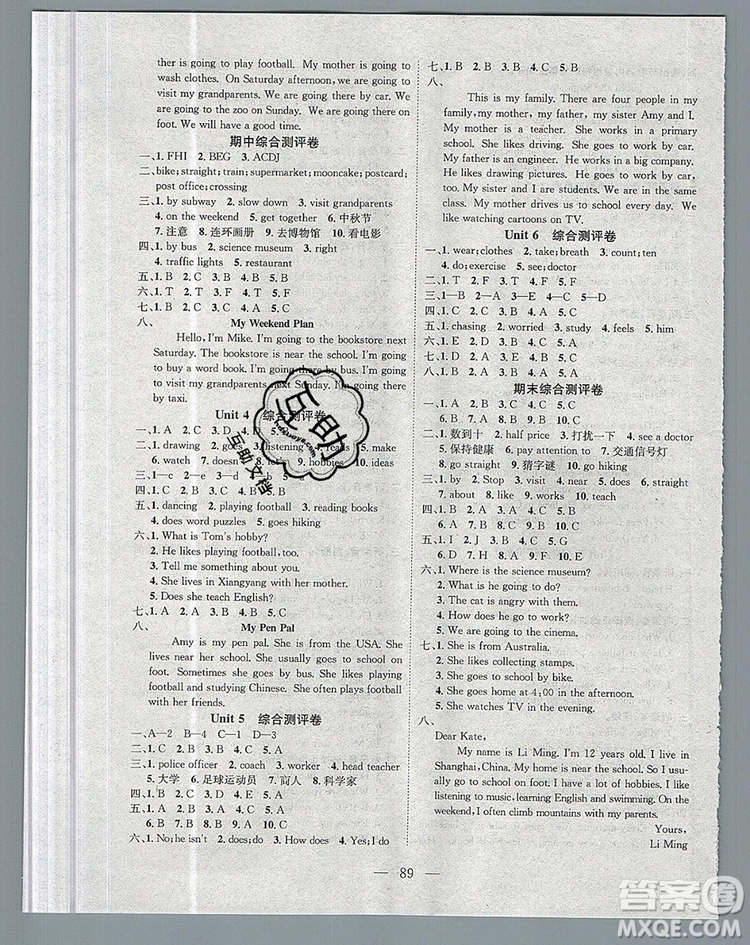 ther is going to play football. My mother is going to
wash clothes. On Saturday afternoon, we are going to
visit my grandparents. We are going there by car. We are
going to the zoo on Sunday. We are going there on
foot. We will have a good time.
期中综合测评卷
一、1. FHI 2. BEG 3. ACDJ
二、bike; straight; train; supermarket; mooncake; postcard;
post office; crossing
三、1. by subway 2. slow down 3. visit grandparents
4. on the weekend 5. get together 6. 中秋节
7. 注意 8. 连环画册 9. 去博物馆 10. 看电影
四、1. by bus 2. science museum 3. right
4. traffic lights 5. restaurant
五、1. B 2. C 3. B 4. C 5. A
六、1. T 2. F 3. T 4. T 5. F
七、1. B 2. C 3. A 4. B 5. C
八、 My Weekend Plan
Hello, I'm Mike. I'm going to the bookstore next
Saturday. The bookstore is near the school. I'm going
to buy a word book. I'm going there by bus. I'm going
to visit my grandparents next Sunday. I'm going there
by taxi.
Unit 4 综合测评卷
一、1. B 2. C 3. A 4. C 5. B
二、1. drawing 2. goes 3. listening 4. reads 5. make
6. watch 7. doesn't 8. 9. hobbies 10. ideas
三、1—c 2—e 3—a
四、1. B 2. C 3. B 4. A
五、1. dancing 2. playing football 3. reading books
4. does word puzzles 5. goes hiking
六、1. What is Tom's hobby?
2. He likes playing football, too.
3. Tell me something about you.
4. She lives in Xiangyang with her mother.
5. Does she teach English?
七、1. C 2. A 3. B 4. B 5. C
八、 My Pen Pal
Amy is my pen pal. She is from the USA. She
lives near her school. She usually goes to school on
foot. Sometimes she goes by bus. She likes playing
football and studying Chinese. She often plays football
with her friends.
Unit 5 综合测评卷
一、1—A 2—D 3—B 4—C
二、1—b 2—e 3—d 4—a 5—c
三、1. police officer 2. coach 3. worker 4. head teacher
5. 大学 6. 足球运动员 7. 商人 8. 科学家
四、1. D 2. B 3. C 4. B 5. A
五、1. B 2. A 3. B 4. C 5. A
6. B 7. B 8. A 9. C 10. B
六、1. No; he isn't 2. does; do 3. How does 4. Yes; I do
七、1. C 2. B 3. B 4. C 5. B
八、
This is my family. There are four people in my
family, my mother, my father, my sister Amy and I. My
mother is a teacher. She works in a primary
school. She likes driving. She goes to work by car. My
father is an engineer. He works in a big company. He
likes drawing pictures. He goes to work by car,
too. My sister and I are students. We are in the same
class. My mother drives us to school every day. We
like watching cartoons on TV.
Unit 6 综合测评卷
一、1. wear; clothes 2. take; breath 3. count; ten
4. do; exercise 5. see; doctor
二、1. B 2. A 3. B 4. B 5. A
三、1—C 2—E 3—D 4—B 5—A
四、1. C 2. C 3. A 4. B 5. C
五、1. chasing 2. worried 3. study 4. feels 5. him
六、1. E 2. D 3. B 4. A 5. C
七、1. B 2. B 3. A 4. C 5. A
八、1. C 2. B 3. C 4. B 5. C
期末综合测评卷
一、1. B 2. A 3. B 4. B 5. A
二、1. 数到十 2. half price 3. 打扰一下 4. see a doctor
5. 保持健康 6. pay attention to 7. 交通信号灯
8. go straight 9. 猜字谜 10. go hiking
三、1. by 2. Stop 3. visit 4. does 5. at 6. straight
7. about 8. like 9. works 10. teach
四、1. B 2. C 3. C 4. A 5. C
6. B 7. A 8. B 9. B 10. C
五、1. I 2. J 3. G 4. B 5. A
6. D 7. H 8. F 9. E 10. C
六、1. Where is the science museum?
2. What is he going to do?
3. The cat is angry with them.
4. How does he go to work?
5. We are going to the cinema.
七、1. She is from Australia.
2. She likes collecting stamps.
3. She goes to school by bike.
4. She goes home at 4:00 in the afternoon.
5. She watches TV in the evening.
八、
Dear Kate,
My name is Li Ming. I'm 12 years old. I live in
Shanghai, China. My home is near the school. So I usu-
ally go to school on foot. I have a lot of hobbies. I like
listening to music, learning English and swimming. On the
weekend, I often climb mountains with my parents.
Yours,
Li Ming
89
互助
互助文档
答案圈
MXQE.COM